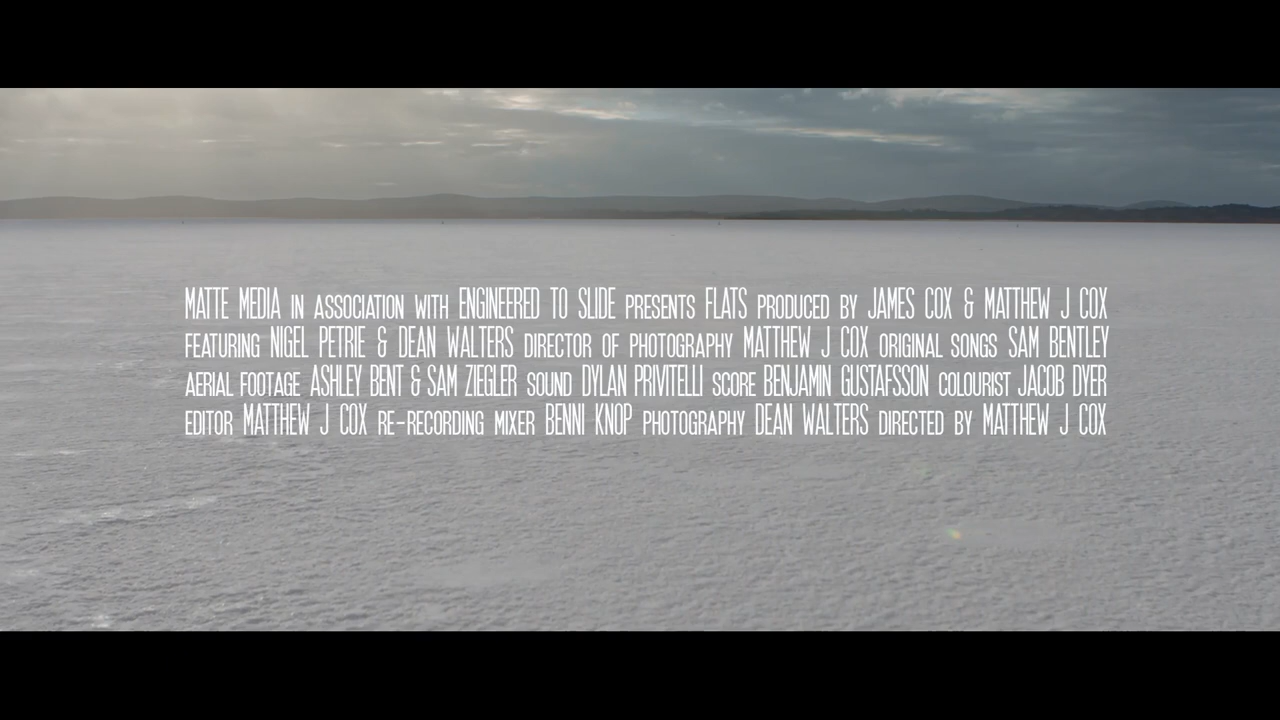 MATTE MEDIA IN ASSOCIATION WITH ENGINEERED TO SLIDE PRESENTS FLATS PRODUCED BY JAMES COX & MATTHEW J COX
FEATURING NIGEL PETRIE & DEAN WALTERS DIRECTOR OF PHOTOGRAPHY MATTHEW J COX ORIGINAL SONGS SAM BENTLEY
AERIAL FOOTAGE ASHLEY BENT & SAM ZIEGLER SOUND DYLAN PRIVITELLI SCORE BENJAMIN GUSTAFSSON COLOURIST JACOB DYER
EDITOR MATTHEW J COX RE-RECORDING MIXER BENNI KNOP PHOTOGRAPHY DEAN WALTERS DIRECTED BY MATTHEW J COX